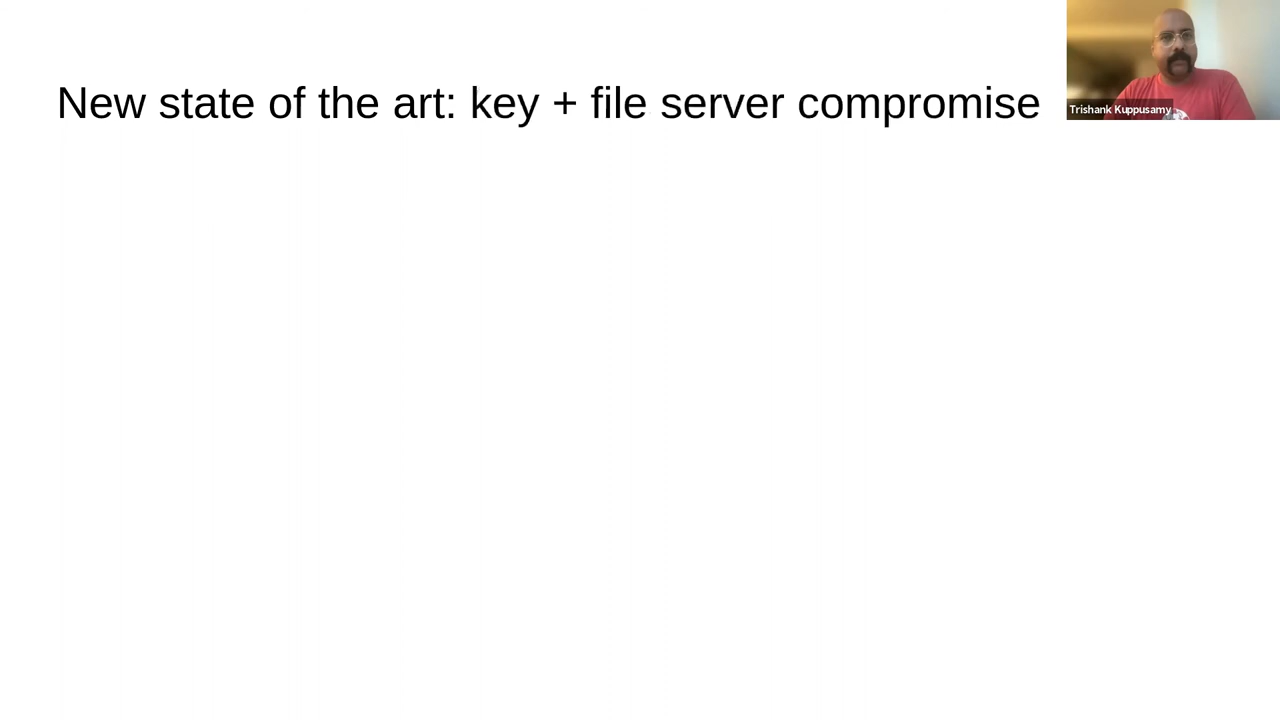 New state of the art: key + file server compromise
Trishank Kuppusamy